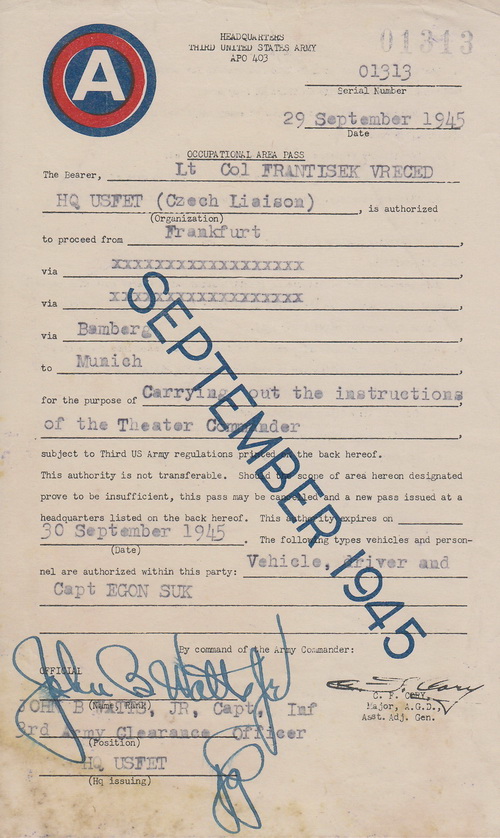 A
HEADQUARTERS
THIRD UNITED STATES ARMY
APO 403
01313
01313
Serial Number
29 September 1945
Date
OCCUPATIONAL AREA PASS
The Bearer, Lt Col FRANTISEK VRECED
HQ USFET (Czech Liaison), is authorized
(Organization)
to proceed from Frankfurt,
via XXXXXXXXXXXXXXXXXX,
via XXXXXXXXXXXXXXXXXX,
via Bamberg,
to Munich,
for the purpose of Carrying out the instructions,
of the Theater Commander,
subject to Third US Army regulations printed on the back hereof.
This authority is not transferable. Should the scope of area hereon designated
prove to be insufficient, this pass may be cancelled and a new pass issued at a
headquarters listed on the back hereof. This authority expires on
30 September 1945. The following types vehicles and person-
(Date)
nel are authorized within this party: Vehicle, driver and
Capt EGON SUK
SEPTEMBER 1945
By command of the Army Commander:
OFFICIAL
John B Watts Jr
C. F. Cory
JOHN B WATTS, JR, Capt, Inf
(Name) (Rank)
C. F. CORY,
Major, A.G.D.,
Asst. Adj. Gen.
3rd Army Clearance Officer
(Position)
HQ USFET
(Hq issuing)